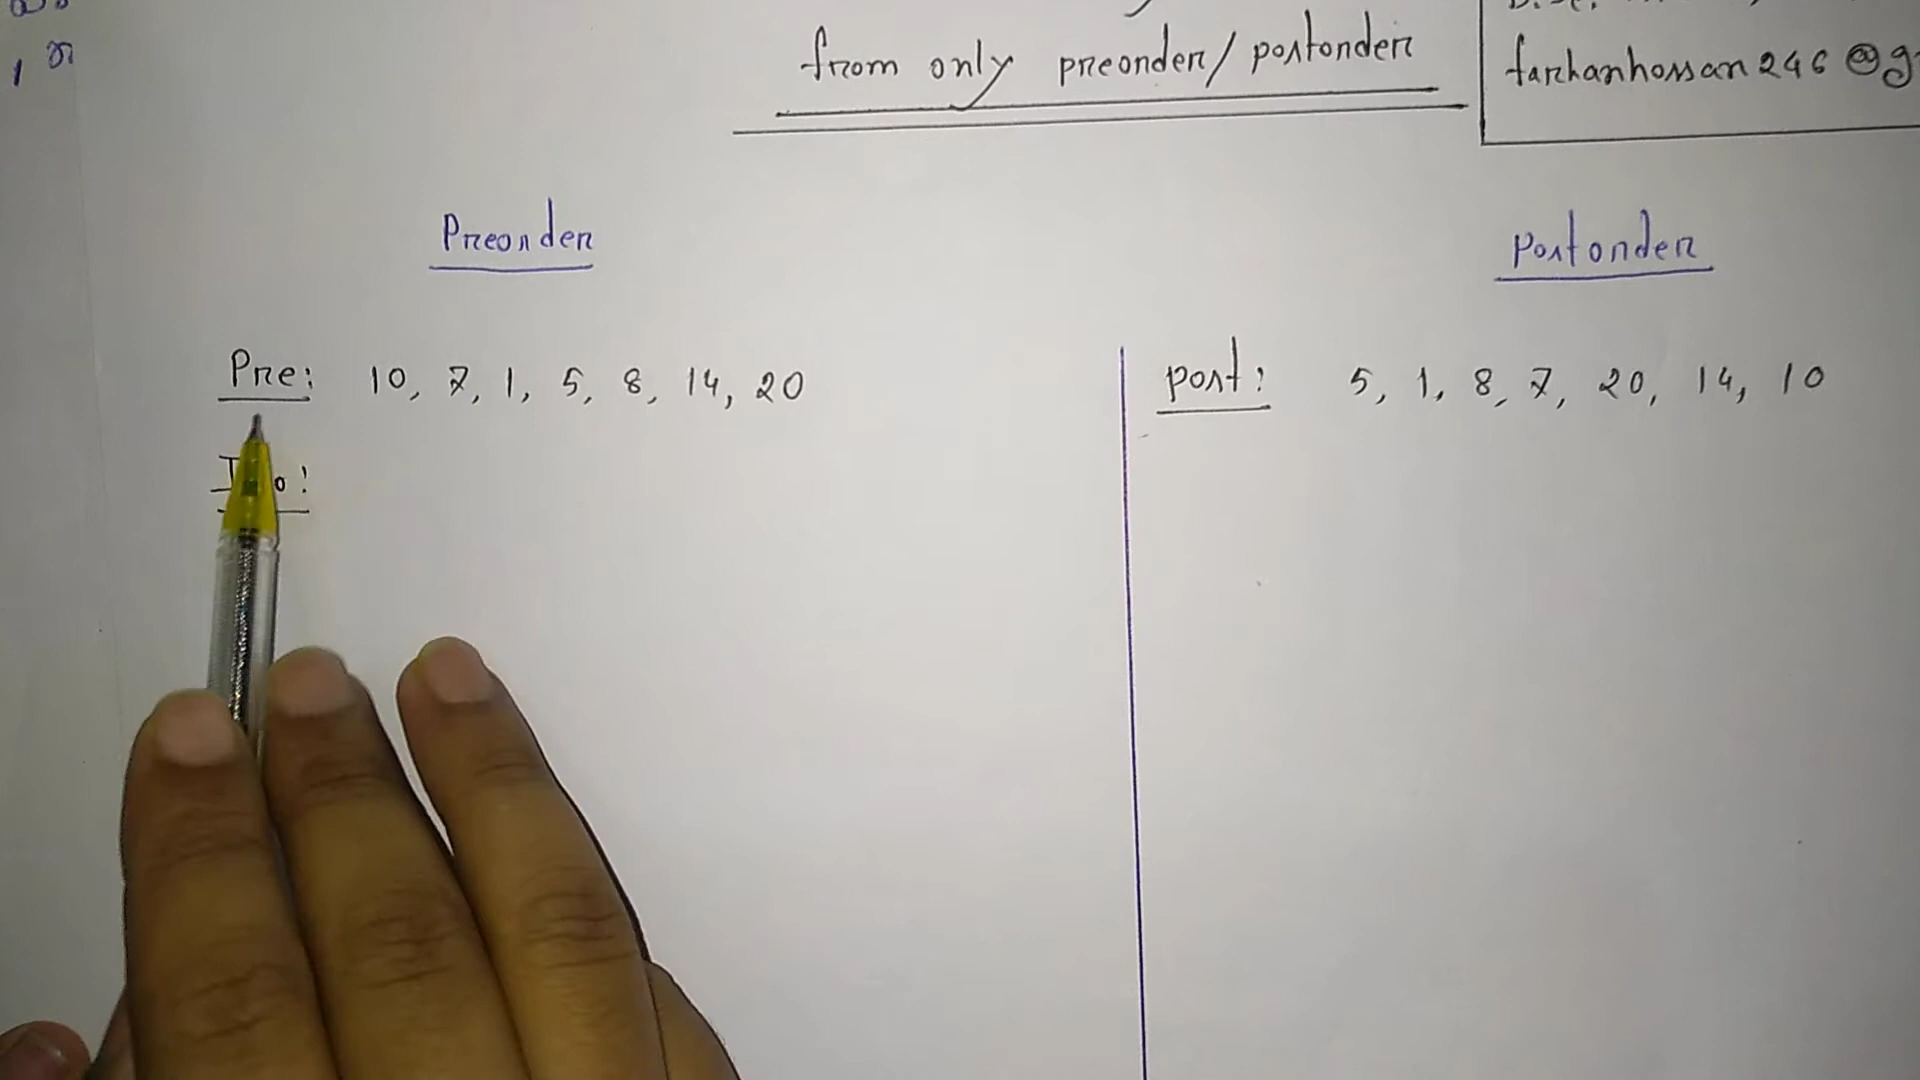 from only preorder/postorder
farhanhossan246@g
Preorder
Postorder
Pre: 10, 7, 1, 5, 8, 14, 20
post: 5, 1, 8, 7, 20, 14, 10